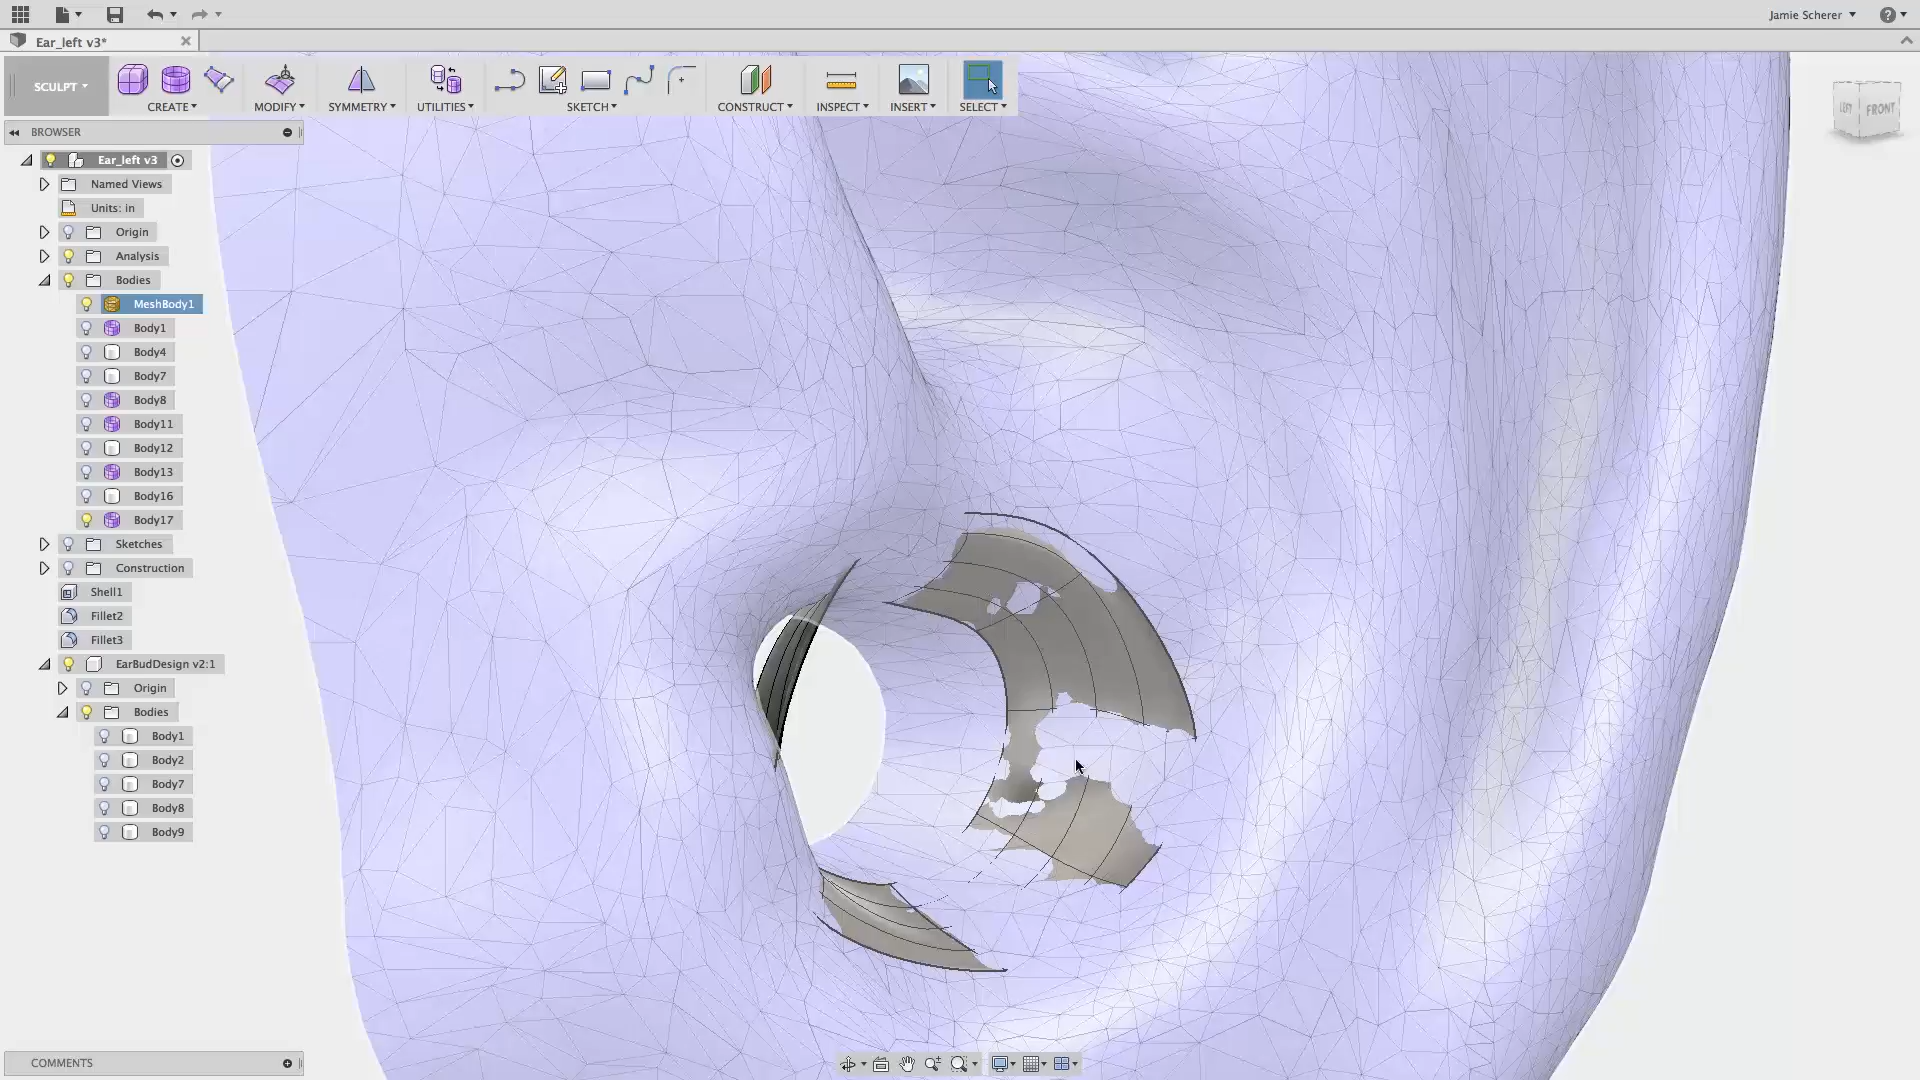 Jamie Scherer
Ear_left v3*
SCULPT
CREATE
MODIFY
SYMMETRY
UTILITIES
SKETCH
CONSTRUCT
INSPECT
INSERT
SELECT
LEFT
FRONT
BROWSER
Ear_left v3
Named Views
Units: in
Origin
Analysis
Bodies
MeshBody1
Body1
Body4
Body7
Body8
Body11
Body12
Body13
Body16
Body17
Sketches
Construction
Shell1
Fillet2
Fillet3
EarBudDesign v2:1
Origin
Bodies
Body1
Body2
Body7
Body8
Body9
COMMENTS